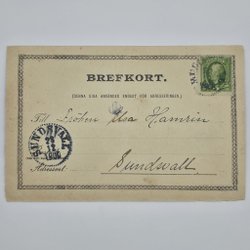 BREFKORT.
(DENNA SIDA ANVÄNDES ENDAST FÖR ADRESSERINGEN.)
Till Fröken Elsa Hamrin
Sundsvall.
SUNDSVALL
Adressort